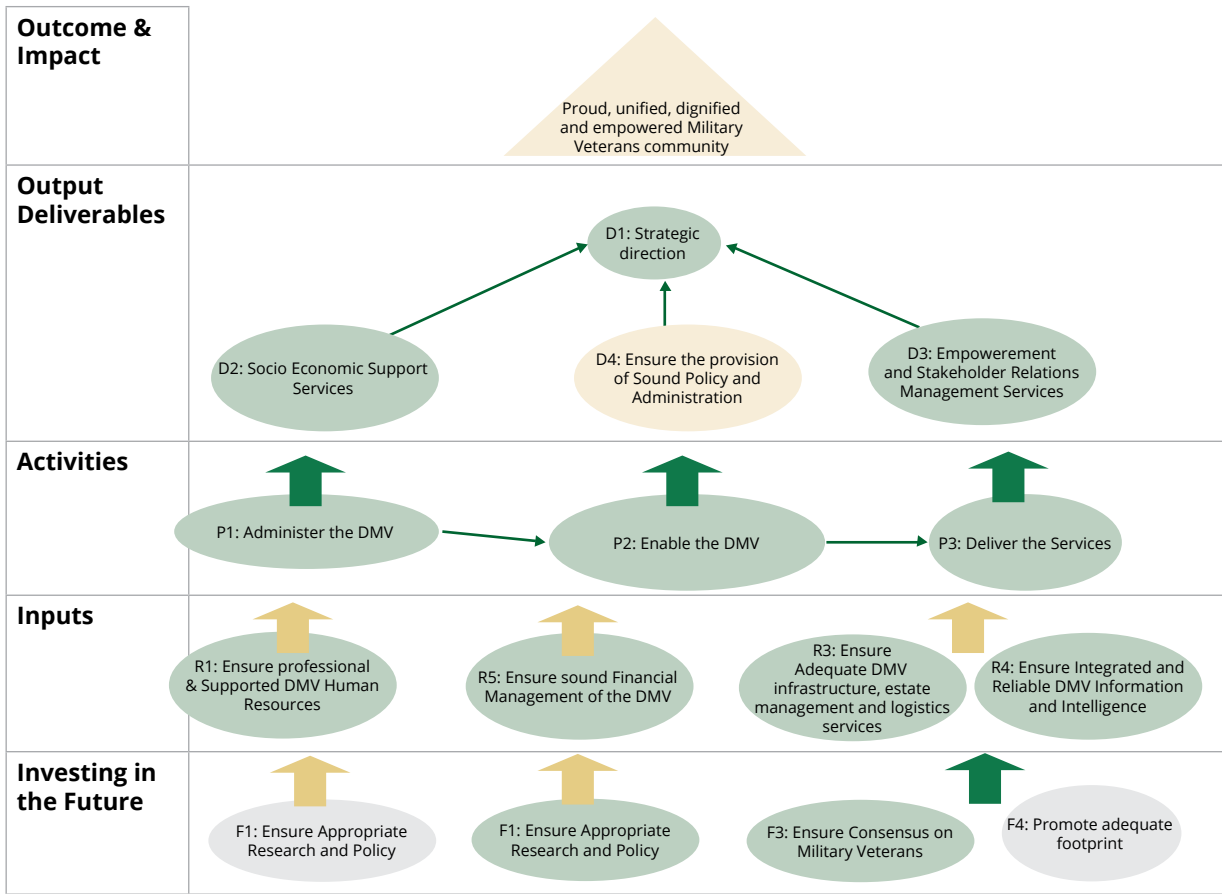 Outcome &
Impact
Proud, unified, dignified
and empowered Military
Veterans community
Output
Deliverables
D1: Strategic
direction
D2: Socio Economic Support
Services
D4: Ensure the provision
of Sound Policy and
Administration
D3: Empowerement
and Stakeholder Relations
Management Services
Activities
P1: Administer the DMV
P2: Enable the DMV
P3: Deliver the Services
Inputs
R1: Ensure professional
& Supported DMV Human
Resources
R5: Ensure sound Financial
Management of the DMV
R3: Ensure
Adequate DMV
infrastructure, estate
management and logistics
services
R4: Ensure Integrated and
Reliable DMV Information
and Intelligence
Investing in
the Future
F1: Ensure Appropriate
Research and Policy
F1: Ensure Appropriate
Research and Policy
F3: Ensure Consensus on
Military Veterans
F4: Promote adequate
footprint